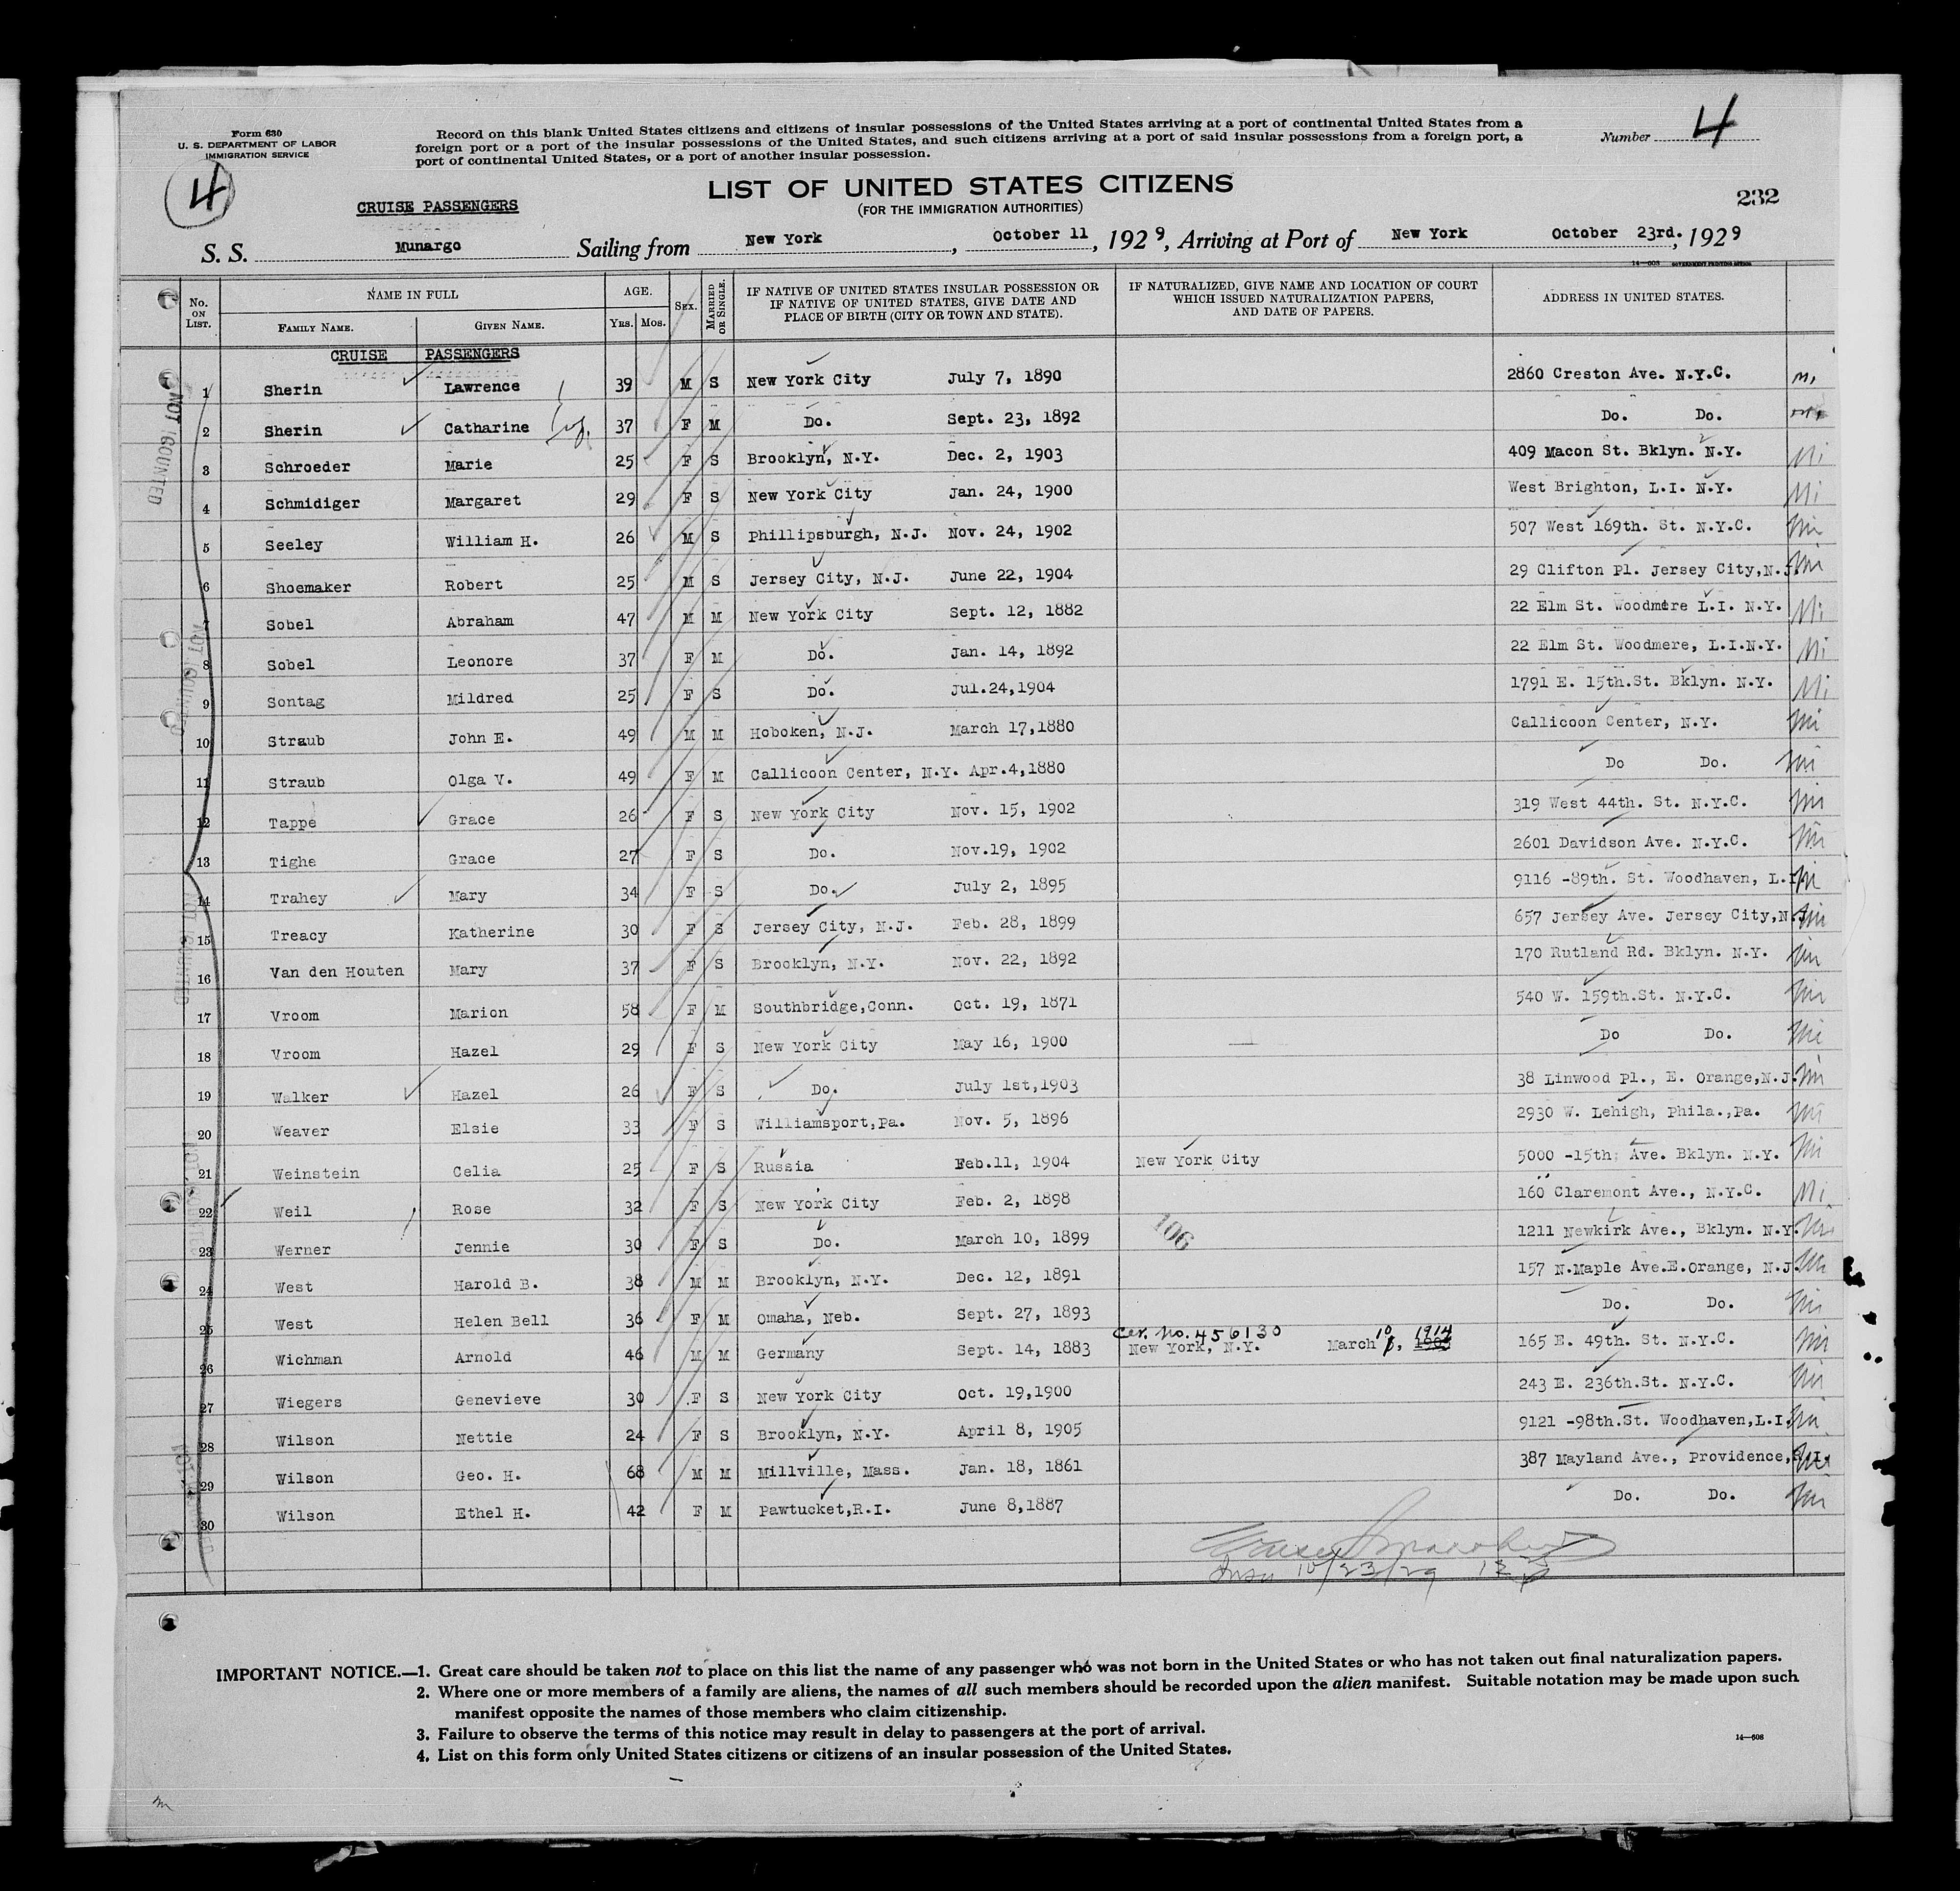 Form 630
U. S. DEPARTMENT OF LABOR
IMMIGRATION SERVICE
Record on this blank United States citizens and citizens of insular possessions of the United States arriving at a port of continental United States from a
foreign port or a port of the insular possessions of the United States, and such citizens arriving at a port of said insular possessions from a foreign port, a
port of continental United States, or a port of another insular possession.
Number 4
4
LIST OF UNITED STATES CITIZENS
(FOR THE IMMIGRATION AUTHORITIES)
232
CRUISE PASSENGERS
S. S. Munargo Sailing from New York, October 11, 1929, Arriving at Port of New York October 23rd., 1929
No. ON LIST. NAME IN FULL FAMILY NAME. GIVEN NAME. AGE. YRS. MOS. SEX. MARRIED OR SINGLE. IF NATIVE OF UNITED STATES INSULAR POSSESSION OR IF NATIVE OF UNITED STATES, GIVE DATE AND PLACE OF BIRTH (CITY OR TOWN AND STATE). IF NATURALIZED, GIVE NAME AND LOCATION OF COURT WHICH ISSUED NATURALIZATION PAPERS, AND DATE OF PAPERS. ADDRESS IN UNITED STATES.
CRUISE PASSENGERS
1 Sherin Lawrence 39 M S New York City July 7, 1890 2860 Creston Ave. N.Y.C.
2 Sherin Catharine 37 F M Do. Sept. 23, 1892 Do. Do.
3 Schroeder Marie 25 F S Brooklyn, N.Y. Dec. 2, 1903 409 Macon St. Bklyn. N.Y.
4 Schmidiger Margaret 29 F S New York City Jan. 24, 1900 West Brighton, L.I. N.Y.
5 Seeley William H. 26 M S Phillipsburgh, N.J. Nov. 24, 1902 507 West 169th. St. N.Y.C.
6 Shoemaker Robert 25 M S Jersey City, N.J. June 22, 1904 29 Clifton Pl. Jersey City,N.J.
7 Sobel Abraham 47 M M New York City Sept. 12, 1882 22 Elm St. Woodmere L.I. N.Y.
8 Sobel Leonore 37 F M Do. Jan. 14, 1892 22 Elm St. Woodmere, L.I.N.Y.
9 Sontag Mildred 25 F S Do. Jul.24,1904 1791 E. 15th.St. Bklyn. N.Y.
10 Straub John E. 49 M M Hoboken, N.J. March 17,1880 Callicoon Center, N.Y.
11 Straub Olga V. 49 F M Callicoon Center, N.Y. Apr.4,1880 Do Do.
12 Tappe Grace 26 F S New York City Nov. 15, 1902 319 West 44th. St. N.Y.C.
13 Tighe Grace 27 F S Do. Nov.19, 1902 2601 Davidson Ave. N.Y.C.
14 Trahey Mary 34 F S Do. July 2, 1895 9116 -89th. St. Woodhaven, L.I.
15 Treacy Katherine 30 F S Jersey City, N.J. Feb. 28, 1899 657 Jersey Ave. Jersey City,N.J.
16 Van den Houten Mary 37 F S Brooklyn, N.Y. Nov. 22, 1892 170 Rutland Rd. Bklyn. N.Y.
17 Vroom Marion 58 F M Southbridge,Conn. Oct. 19, 1871 540 W. 159th.St. N.Y.C.
18 Vroom Hazel 29 F S New York City May 16, 1900 Do Do.
19 Walker Hazel 26 F S Do. July 1st,1903 38 Linwood Pl., E. Orange,N.J.
20 Weaver Elsie 33 F S Williamsport,Pa. Nov. 5, 1896 2930 W. Lehigh, Phila.,Pa.
21 Weinstein Celia 25 F S Russia Feb.11, 1904 New York City 5000 -15th. Ave. Bklyn. N.Y.
22 Weil Rose 32 F S New York City Feb. 2, 1898 160 Claremont Ave., N.Y.C.
23 Werner Jennie 30 F S Do. March 10, 1899 106 1211 Newkirk Ave., Bklyn. N.Y.
24 West Harold B. 38 M M Brooklyn, N.Y. Dec. 12, 1891 157 N.Maple Ave.E.Orange, N.J.
25 West Helen Bell 36 F M Omaha, Neb. Sept. 27, 1893 Do. Do.
Cer. No. 456130 10 1914
26 Wichman Arnold 46 M M Germany Sept. 14, 1883 New York, N.Y. March , 165 E. 49th. St. N.Y.C.
27 Wiegers Genevieve 30 F S New York City Oct. 19,1900 243 E. 236th.St. N.Y.C.
28 Wilson Nettie 24 F S Brooklyn, N.Y. April 8, 1905 9121 -98th.St. Woodhaven,L.I.
29 Wilson Geo. H. 68 M M Millville, Mass. Jan. 18, 1861 387 Mayland Ave., Providence,R.I.
30 Wilson Ethel H. 42 F M Pawtucket,R.I. June 8,1887 Do. Do.
10/23/29
IMPORTANT NOTICE.—1. Great care should be taken not to place on this list the name of any passenger who was not born in the United States or who has not taken out final naturalization papers.
2. Where one or more members of a family are aliens, the names of all such members should be recorded upon the alien manifest. Suitable notation may be made upon such
manifest opposite the names of those members who claim citizenship.
3. Failure to observe the terms of this notice may result in delay to passengers at the port of arrival.
4. List on this form only United States citizens or citizens of an insular possession of the United States.
14—608